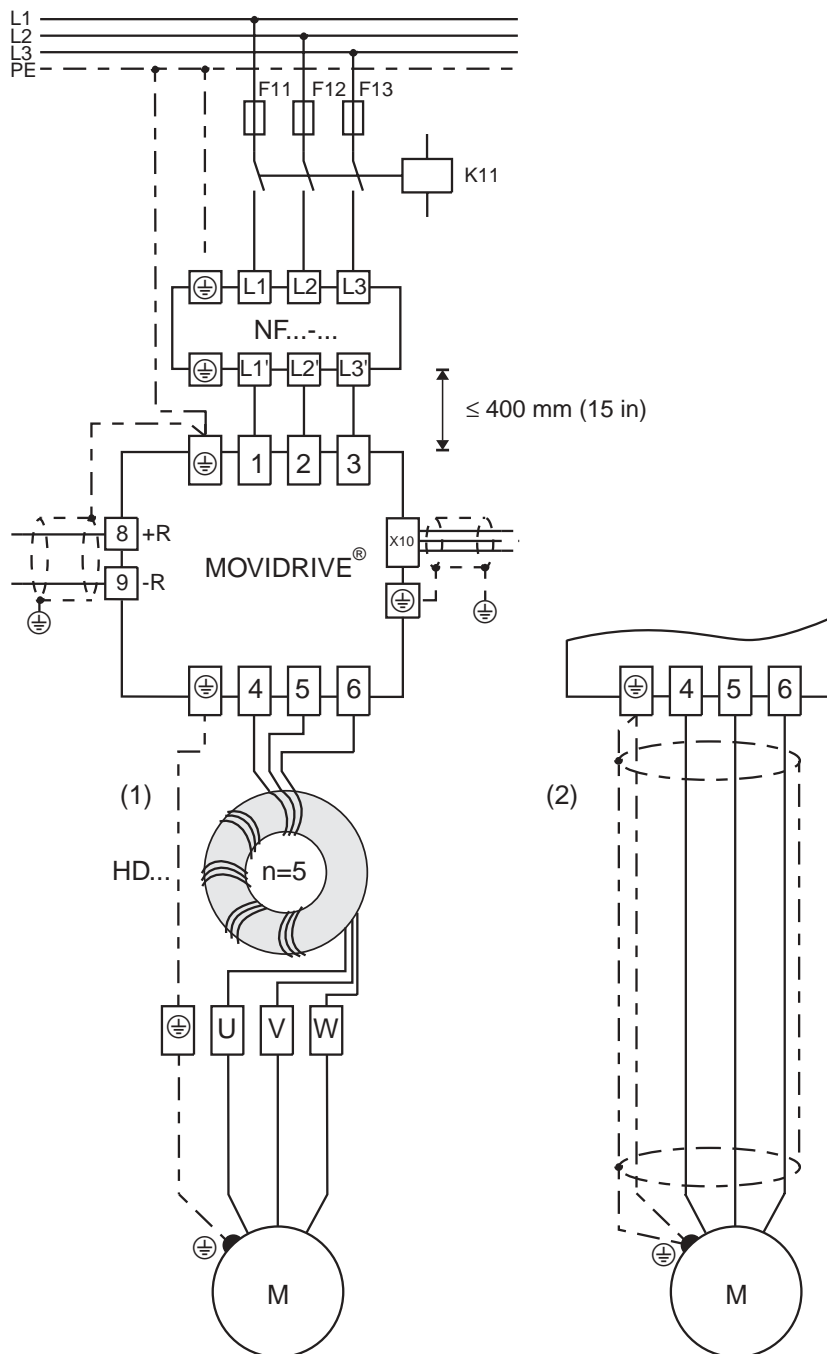 L1
L2
L3
PE
F11 F12 F13
K11
L1 L2 L3
NF...-...
L1' L2' L3'
≤ 400 mm (15 in)
1 2 3
8 +R
X10
MOVIDRIVE®
9 -R
4 5 6
4 5 6
(1)
(2)
HD...
n=5
U V W
M
M